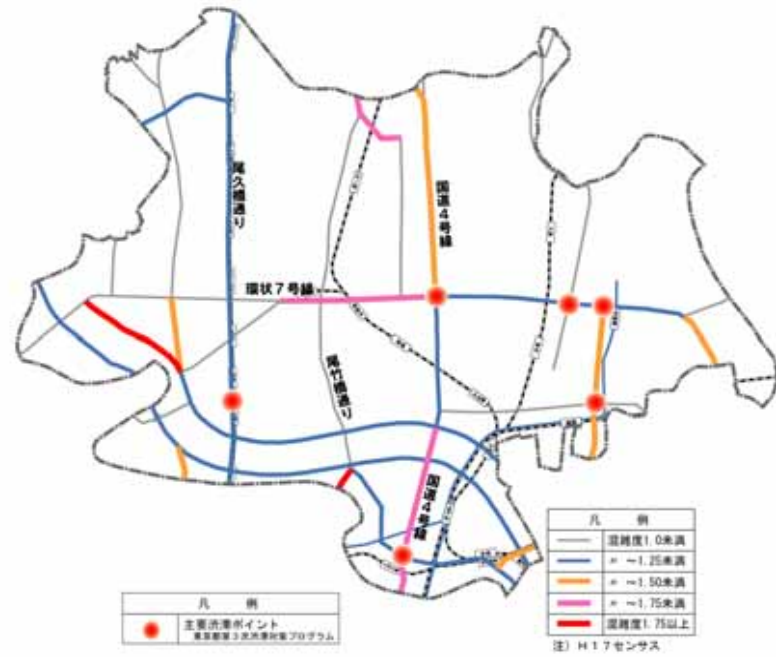 尾久橋通り
国道4号線
環状7号線
尾竹橋通り
国道4号線
凡 例
主要渋滞ポイント
東京都第3次渋滞対策プログラム
凡 例
混雑度1.0未満
〃 ~1.25未満
〃 ~1.50未満
〃 ~1.75未満
混雑度1.75以上
注) H17センサス